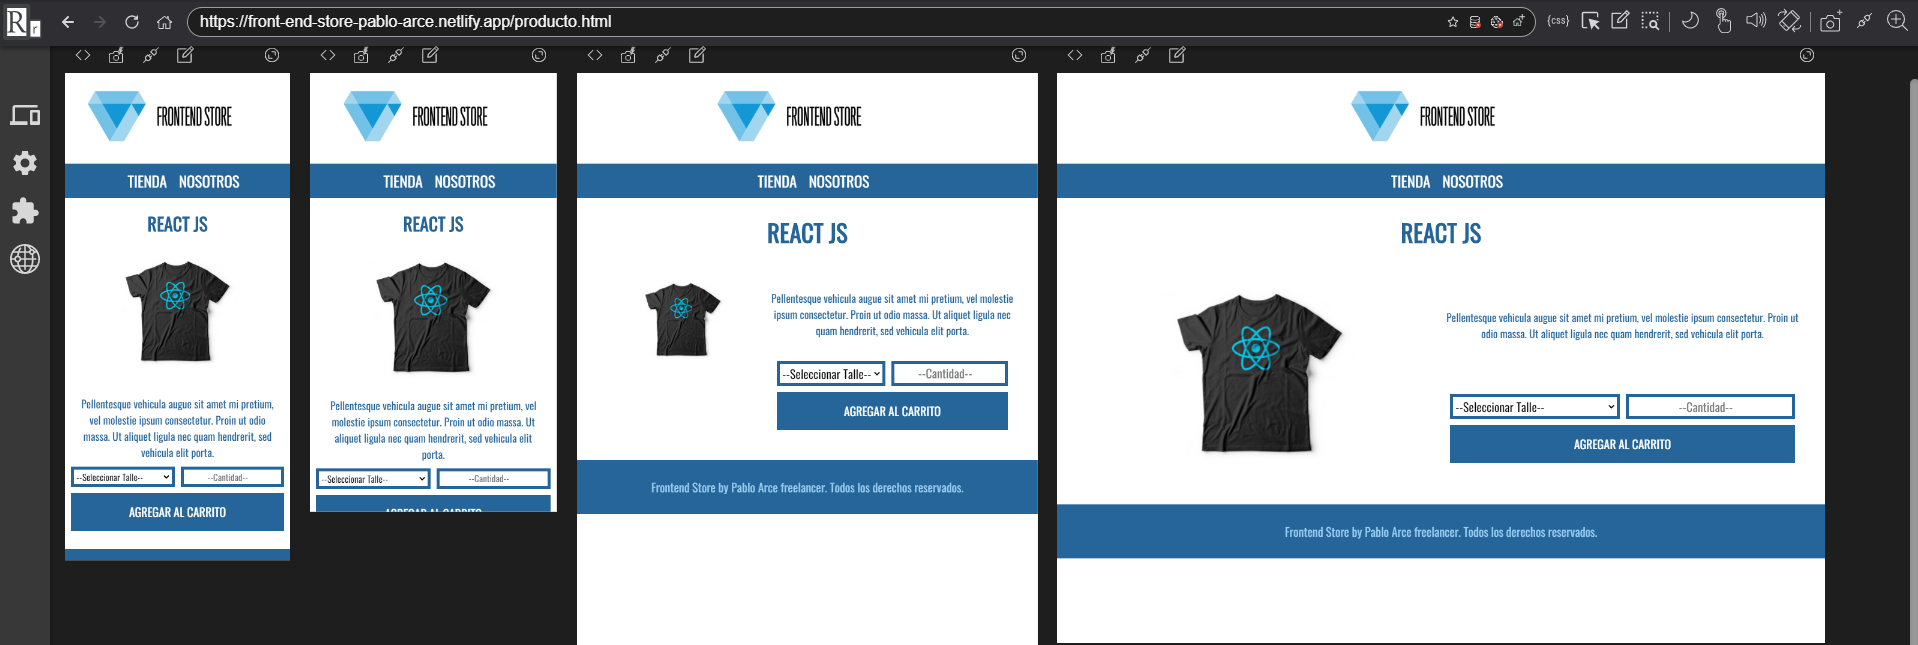 R r
https://front-end-store-pablo-arce.netlify.app/producto.html
{css}
FRONTEND STORE
TIENDA NOSOTROS
REACT JS
Pellentesque vehicula augue sit amet mi pretium,
vel molestie ipsum consectetur. Proin ut odio
massa. Ut aliquet ligula nec quam hendrerit, sed
vehicula elit porta.
--Seleccionar Talle-- --Cantidad--
AGREGAR AL CARRITO
FRONTEND STORE
TIENDA NOSOTROS
REACT JS
Pellentesque vehicula augue sit amet mi pretium, vel
molestie ipsum consectetur. Proin ut odio massa. Ut
aliquet ligula nec quam hendrerit, sed vehicula elit
porta.
--Seleccionar Talle-- --Cantidad--
AGREGAR AL CARRITO
FRONTEND STORE
TIENDA NOSOTROS
REACT JS
Pellentesque vehicula augue sit amet mi pretium, vel molestie
ipsum consectetur. Proin ut odio massa. Ut aliquet ligula nec
quam hendrerit, sed vehicula elit porta.
--Seleccionar Talle-- --Cantidad--
AGREGAR AL CARRITO
Frontend Store by Pablo Arce freelancer. Todos los derechos reservados.
FRONTEND STORE
TIENDA NOSOTROS
REACT JS
Pellentesque vehicula augue sit amet mi pretium, vel molestie ipsum consectetur. Proin ut
odio massa. Ut aliquet ligula nec quam hendrerit, sed vehicula elit porta.
--Seleccionar Talle-- --Cantidad--
AGREGAR AL CARRITO
Frontend Store by Pablo Arce freelancer. Todos los derechos reservados.